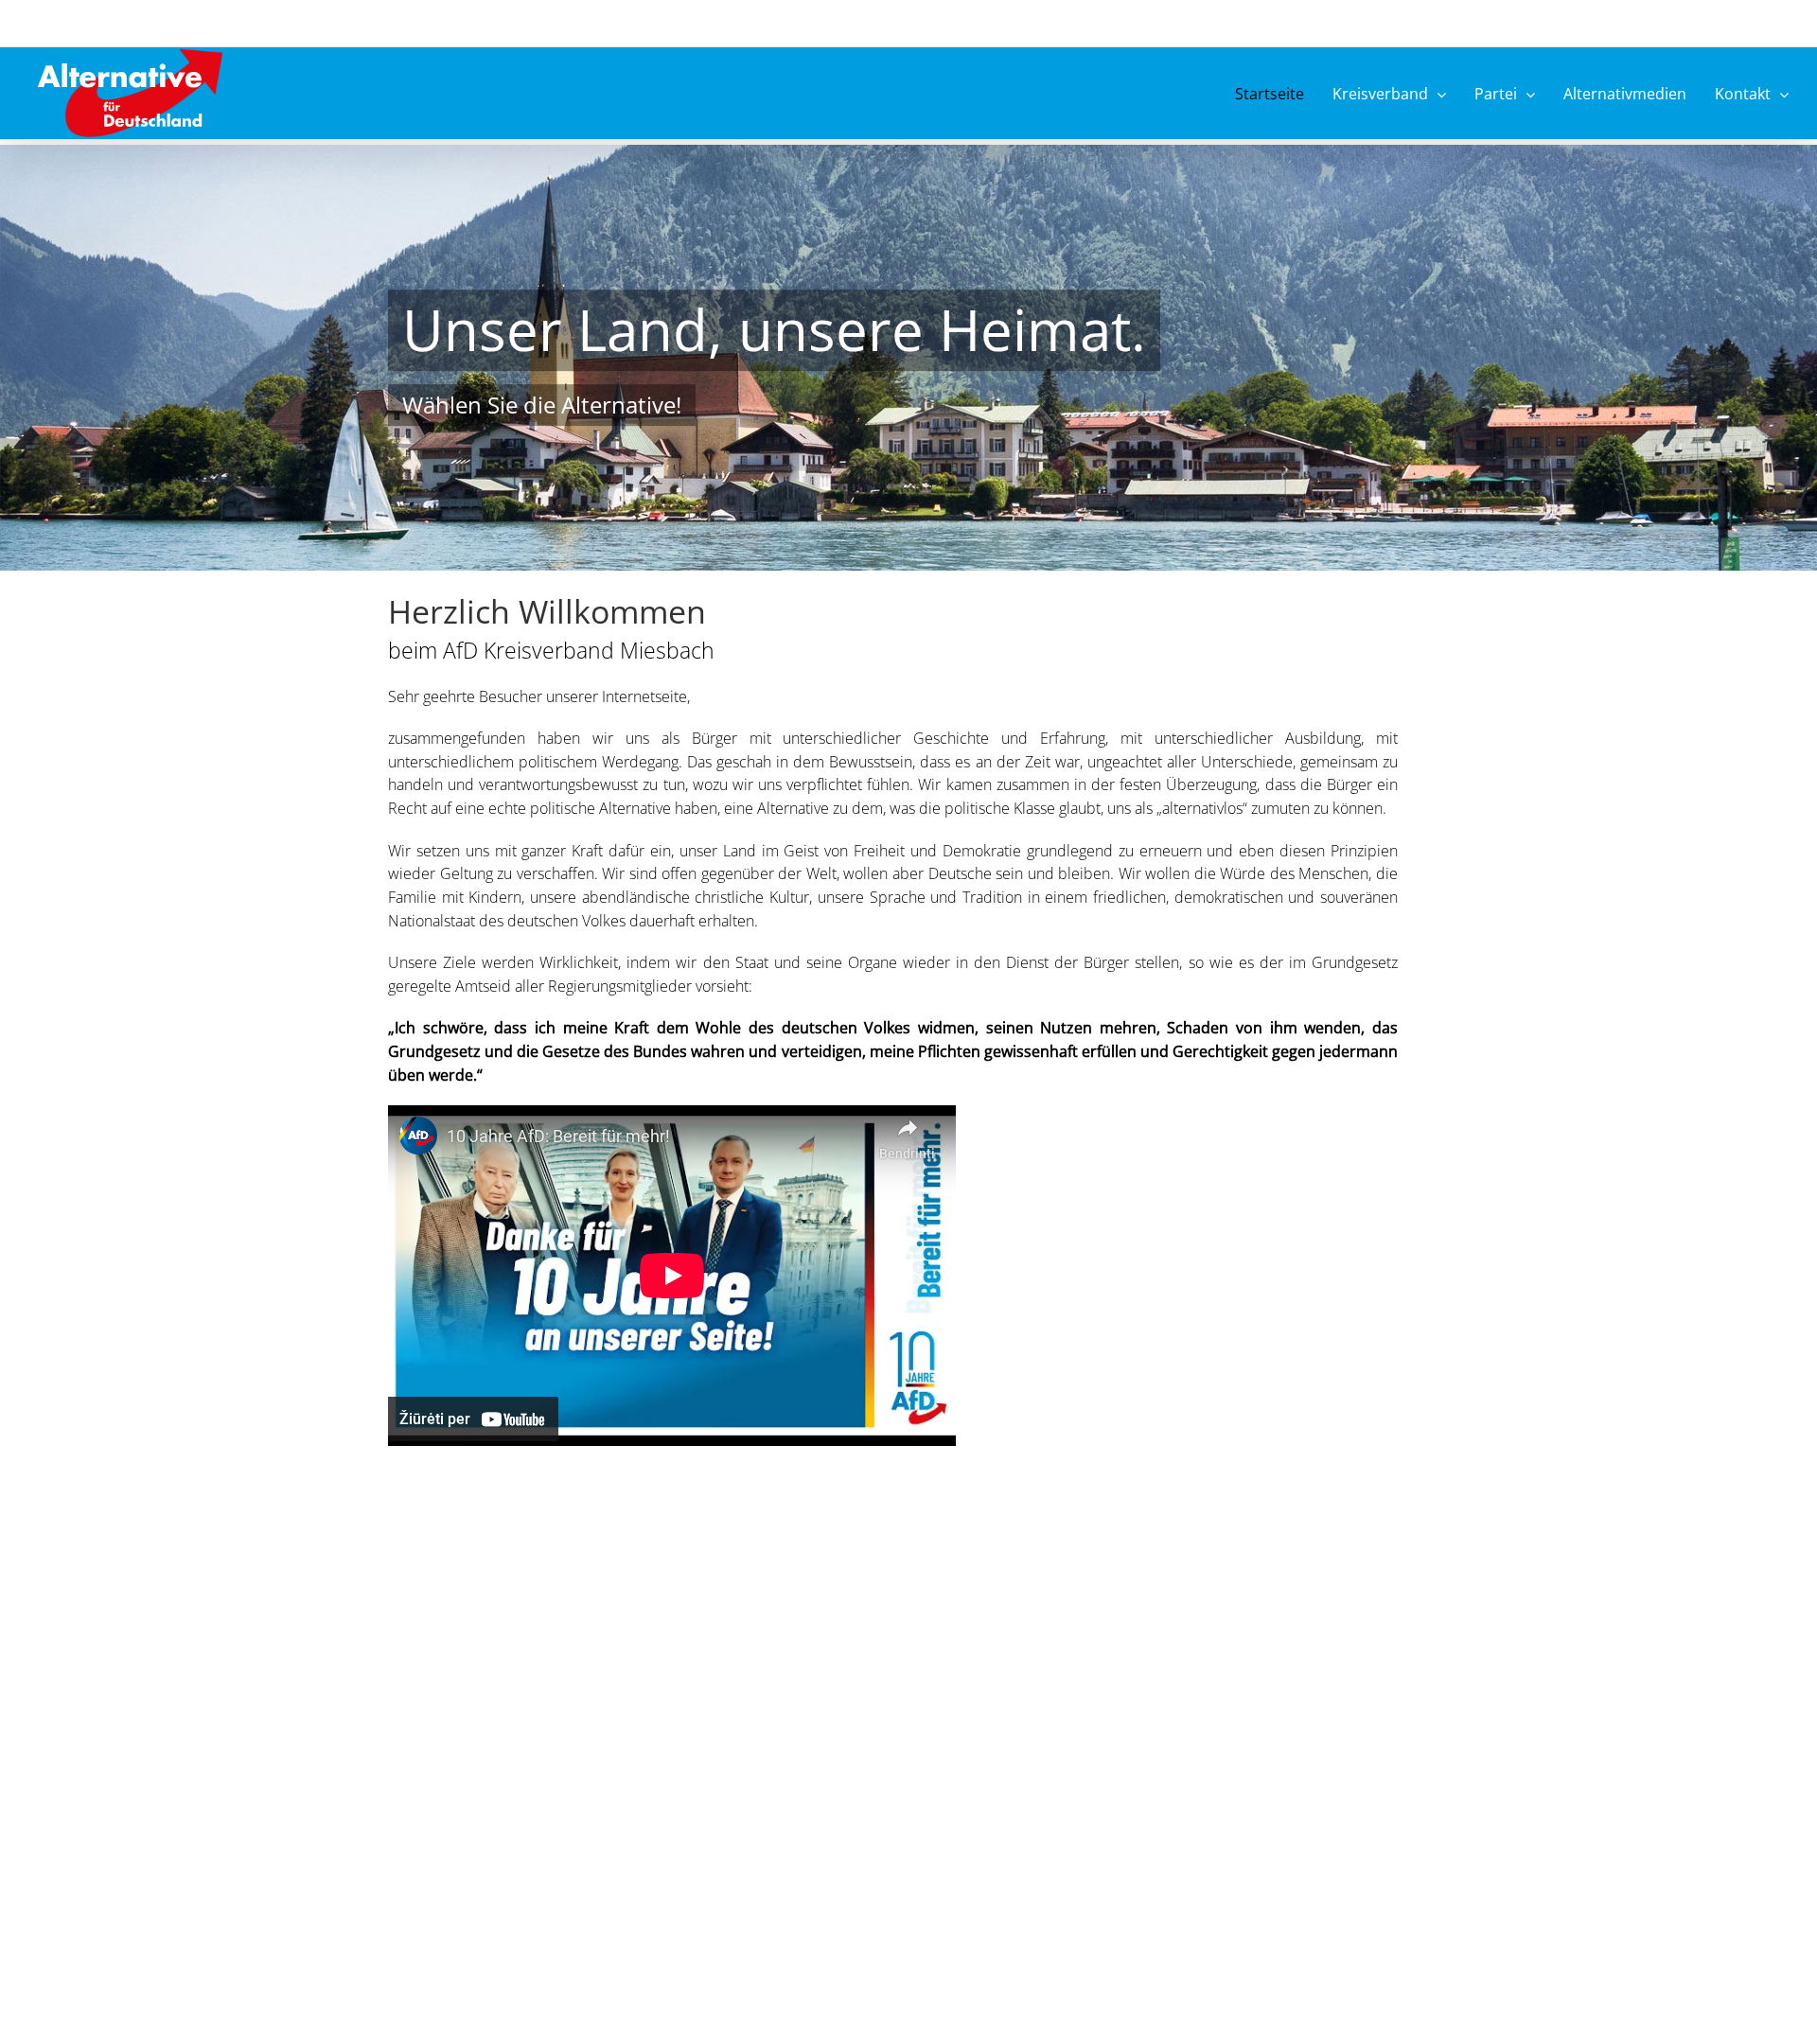 Alternative
für
Deutschland
Startseite Kreisverband Partei Alternativmedien Kontakt
Unser Land, unsere Heimat.
Wählen Sie die Alternative!
Herzlich Willkommen
beim AfD Kreisverband Miesbach
Sehr geehrte Besucher unserer Internetseite,
zusammengefunden haben wir uns als Bürger mit unterschiedlicher Geschichte und Erfahrung, mit unterschiedlicher Ausbildung, mit
unterschiedlichem politischem Werdegang. Das geschah in dem Bewusstsein, dass es an der Zeit war, ungeachtet aller Unterschiede, gemeinsam zu
handeln und verantwortungsbewusst zu tun, wozu wir uns verpflichtet fühlen. Wir kamen zusammen in der festen Überzeugung, dass die Bürger ein
Recht auf eine echte politische Alternative haben, eine Alternative zu dem, was die politische Klasse glaubt, uns als „alternativlos“ zumuten zu können.
Wir setzen uns mit ganzer Kraft dafür ein, unser Land im Geist von Freiheit und Demokratie grundlegend zu erneuern und eben diesen Prinzipien
wieder Geltung zu verschaffen. Wir sind offen gegenüber der Welt, wollen aber Deutsche sein und bleiben. Wir wollen die Würde des Menschen, die
Familie mit Kindern, unsere abendländische christliche Kultur, unsere Sprache und Tradition in einem friedlichen, demokratischen und souveränen
Nationalstaat des deutschen Volkes dauerhaft erhalten.
Unsere Ziele werden Wirklichkeit, indem wir den Staat und seine Organe wieder in den Dienst der Bürger stellen, so wie es der im Grundgesetz
geregelte Amtseid aller Regierungsmitglieder vorsieht:
„Ich schwöre, dass ich meine Kraft dem Wohle des deutschen Volkes widmen, seinen Nutzen mehren, Schaden von ihm wenden, das
Grundgesetz und die Gesetze des Bundes wahren und verteidigen, meine Pflichten gewissenhaft erfüllen und Gerechtigkeit gegen jedermann
üben werde.“
AfD
10 Jahre AfD: Bereit für mehr!
Bendrinti
Danke für
10 Jahre
an unserer Seite!
Bereit für mehr.
10
JAHRE
AfD
Žiūrėti per YouTube